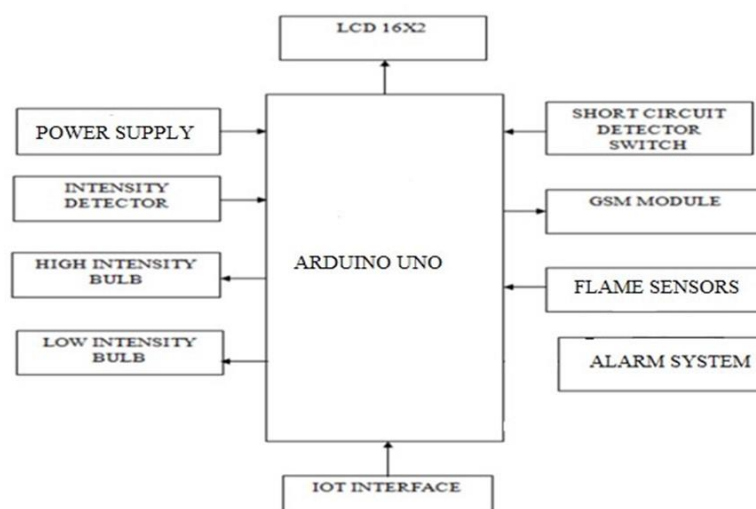 LCD 16X2
POWER SUPPLY
SHORT CIRCUIT
DETECTOR
SWITCH
INTENSITY
DETECTOR
GSM MODULE
ARDUINO UNO
HIGH INTENSITY
BULB
FLAME SENSORS
LOW INTENSITY
BULB
ALARM SYSTEM
IOT INTERFACE